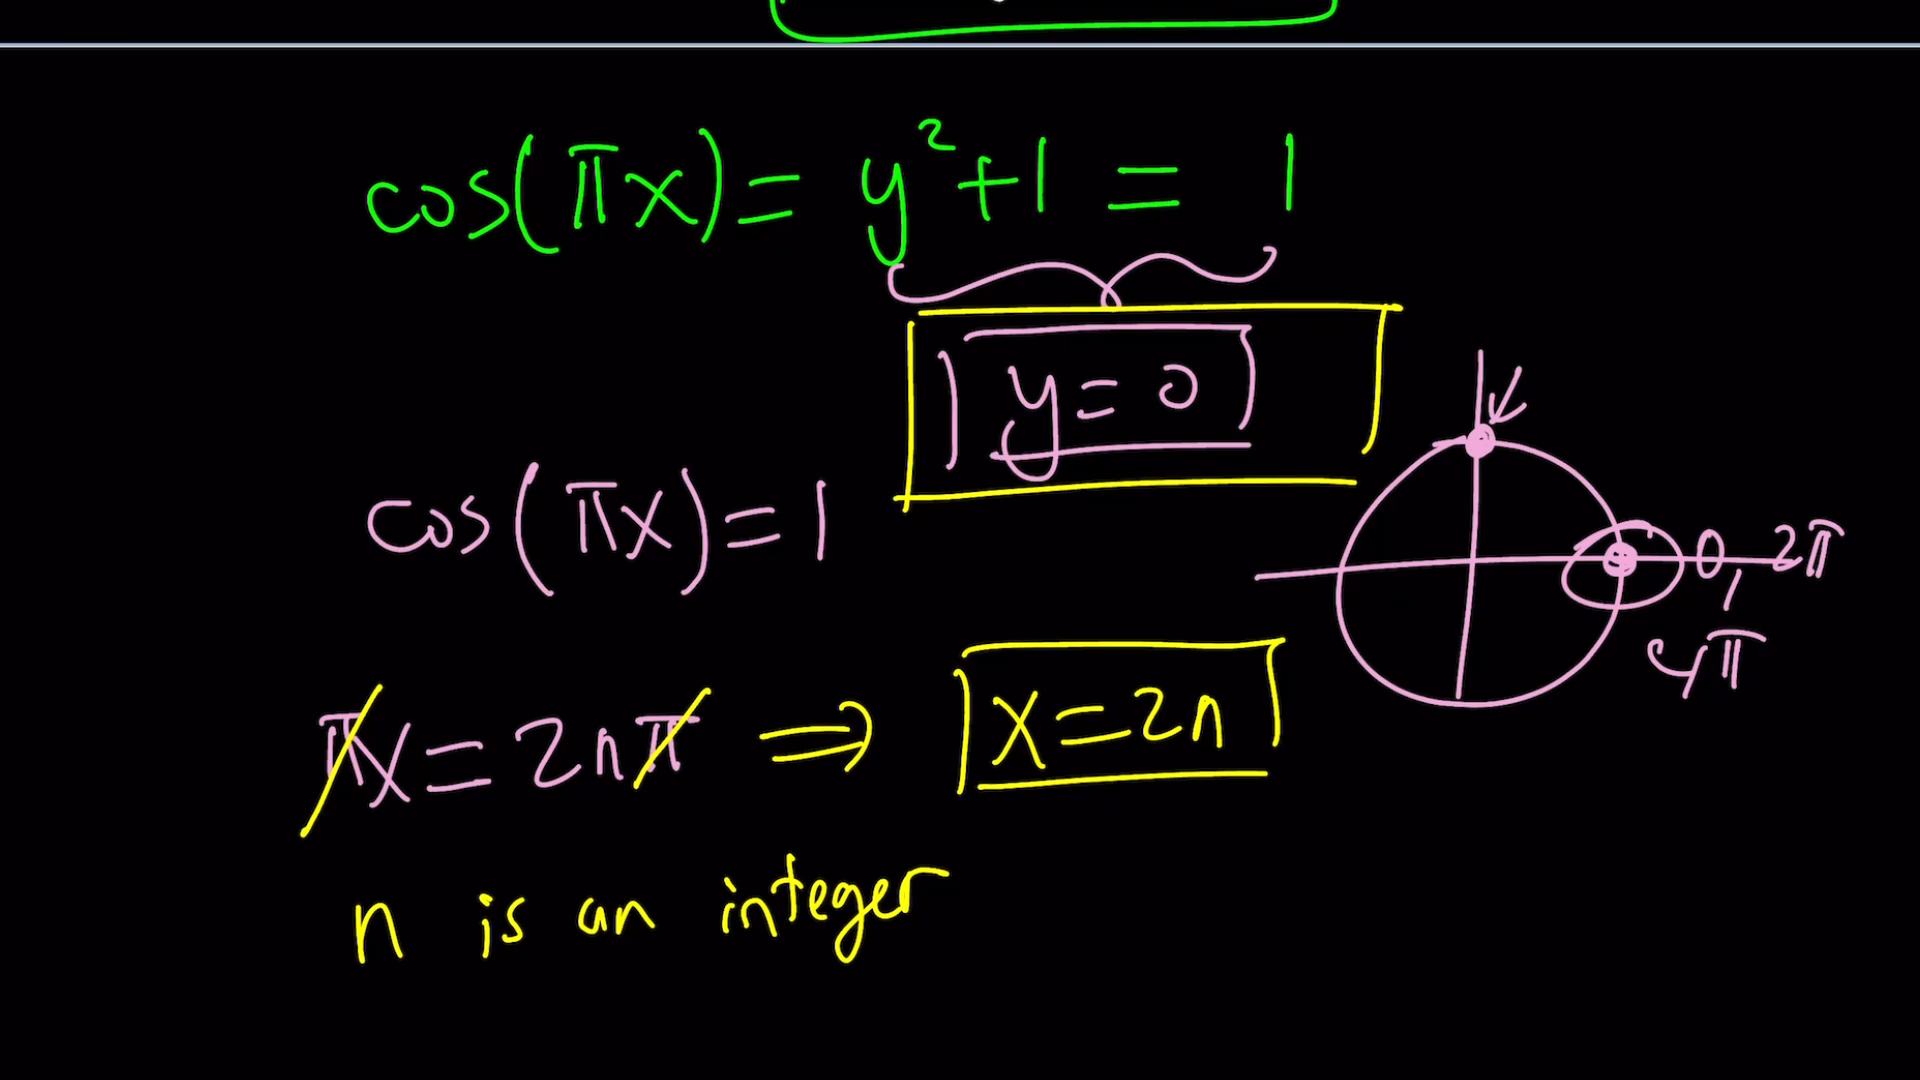 cos(πx) = y²+1 = 1
y = 0
cos(πx) = 1
0, 2π
4π
πx = 2nπ ⇒ x = 2n
n is an integer